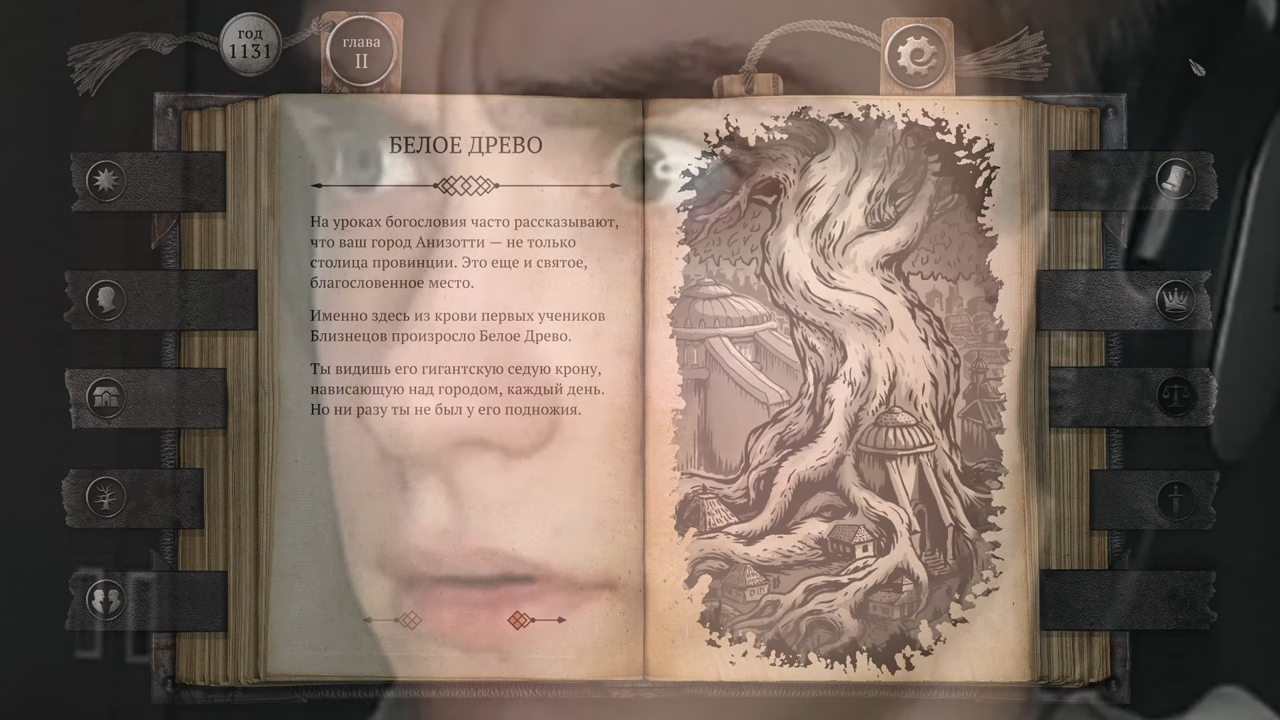 год
1131
глава
II
БЕЛОЕ ДРЕВО
На уроках богословия часто рассказывают,
что ваш город Анизотти — не только
столица провинции. Это еще и святое,
благословенное место.
Именно здесь из крови первых учеников
Близнецов произросло Белое Древо.
Ты видишь его гигантскую седую крону,
нависающую над городом, каждый день.
Но ни разу ты не был у его подножия.